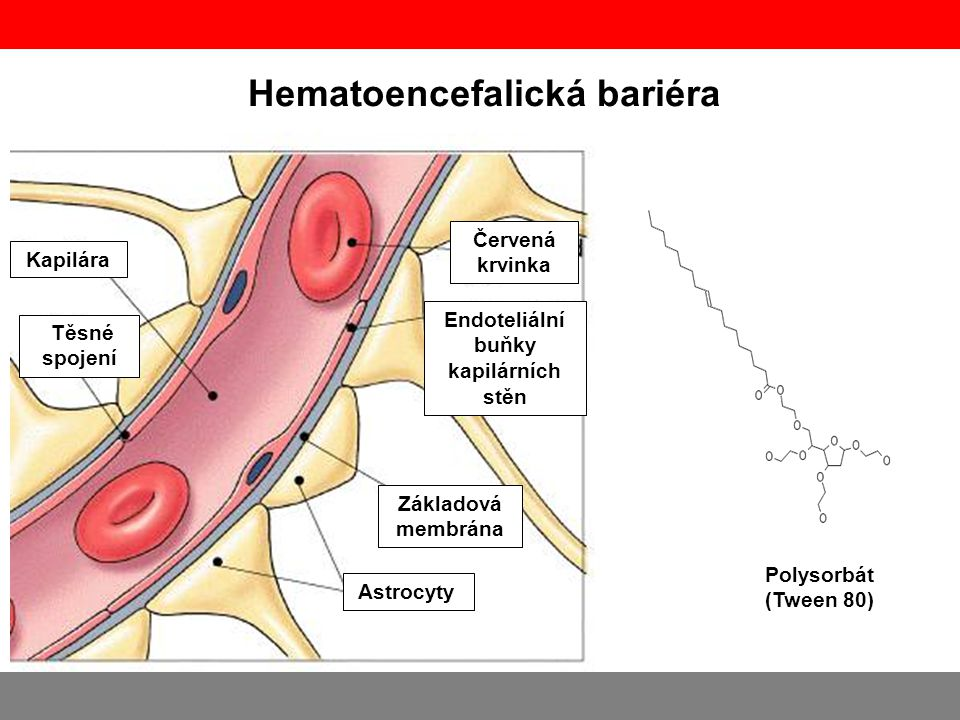 Hematoencefalická bariéra
Kapilára
Těsné
spojení
Červená
krvinka
Endoteliální
buňky
kapilárních
stěn
Základová
membrána
Astrocyty
O
O
O
O
O
O
O
O
O
O
Polysorbát
(Tween 80)